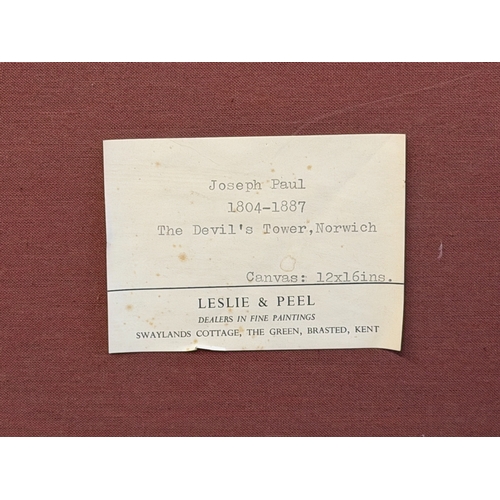 Joseph Paul
1804-1887
The Devil's Tower,Norwich
Canvas: 12x16ins.
LESLIE & PEEL
DEALERS IN FINE PAINTINGS
SWAYLANDS COTTAGE, THE GREEN, BRASTED, KENT